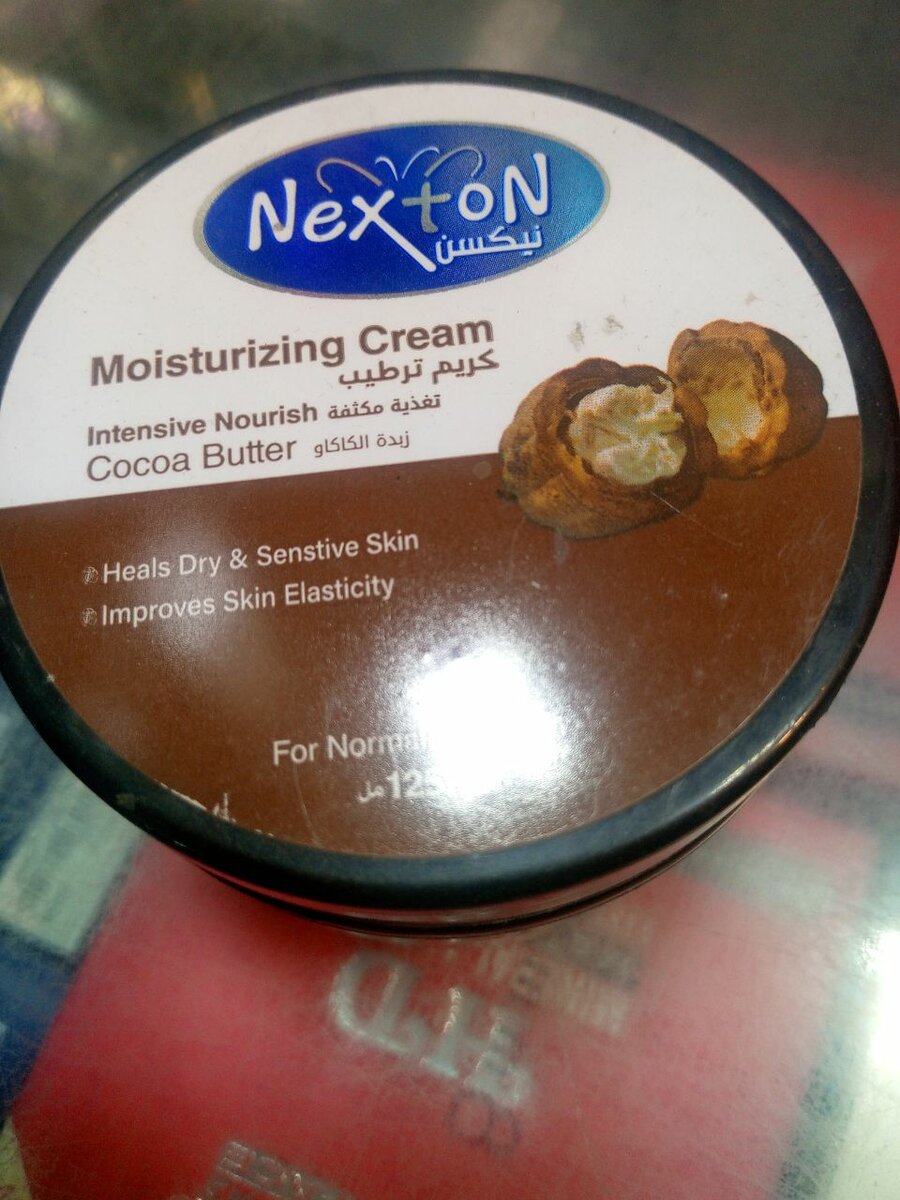 NextoN
نيكسن
Moisturizing Cream
كريم ترطيب
Intensive Nourish تغذية مكثفة
Cocoa Butter زبدة الكاكاو
Heals Dry & Senstive Skin
Improves Skin Elasticity
For
مل